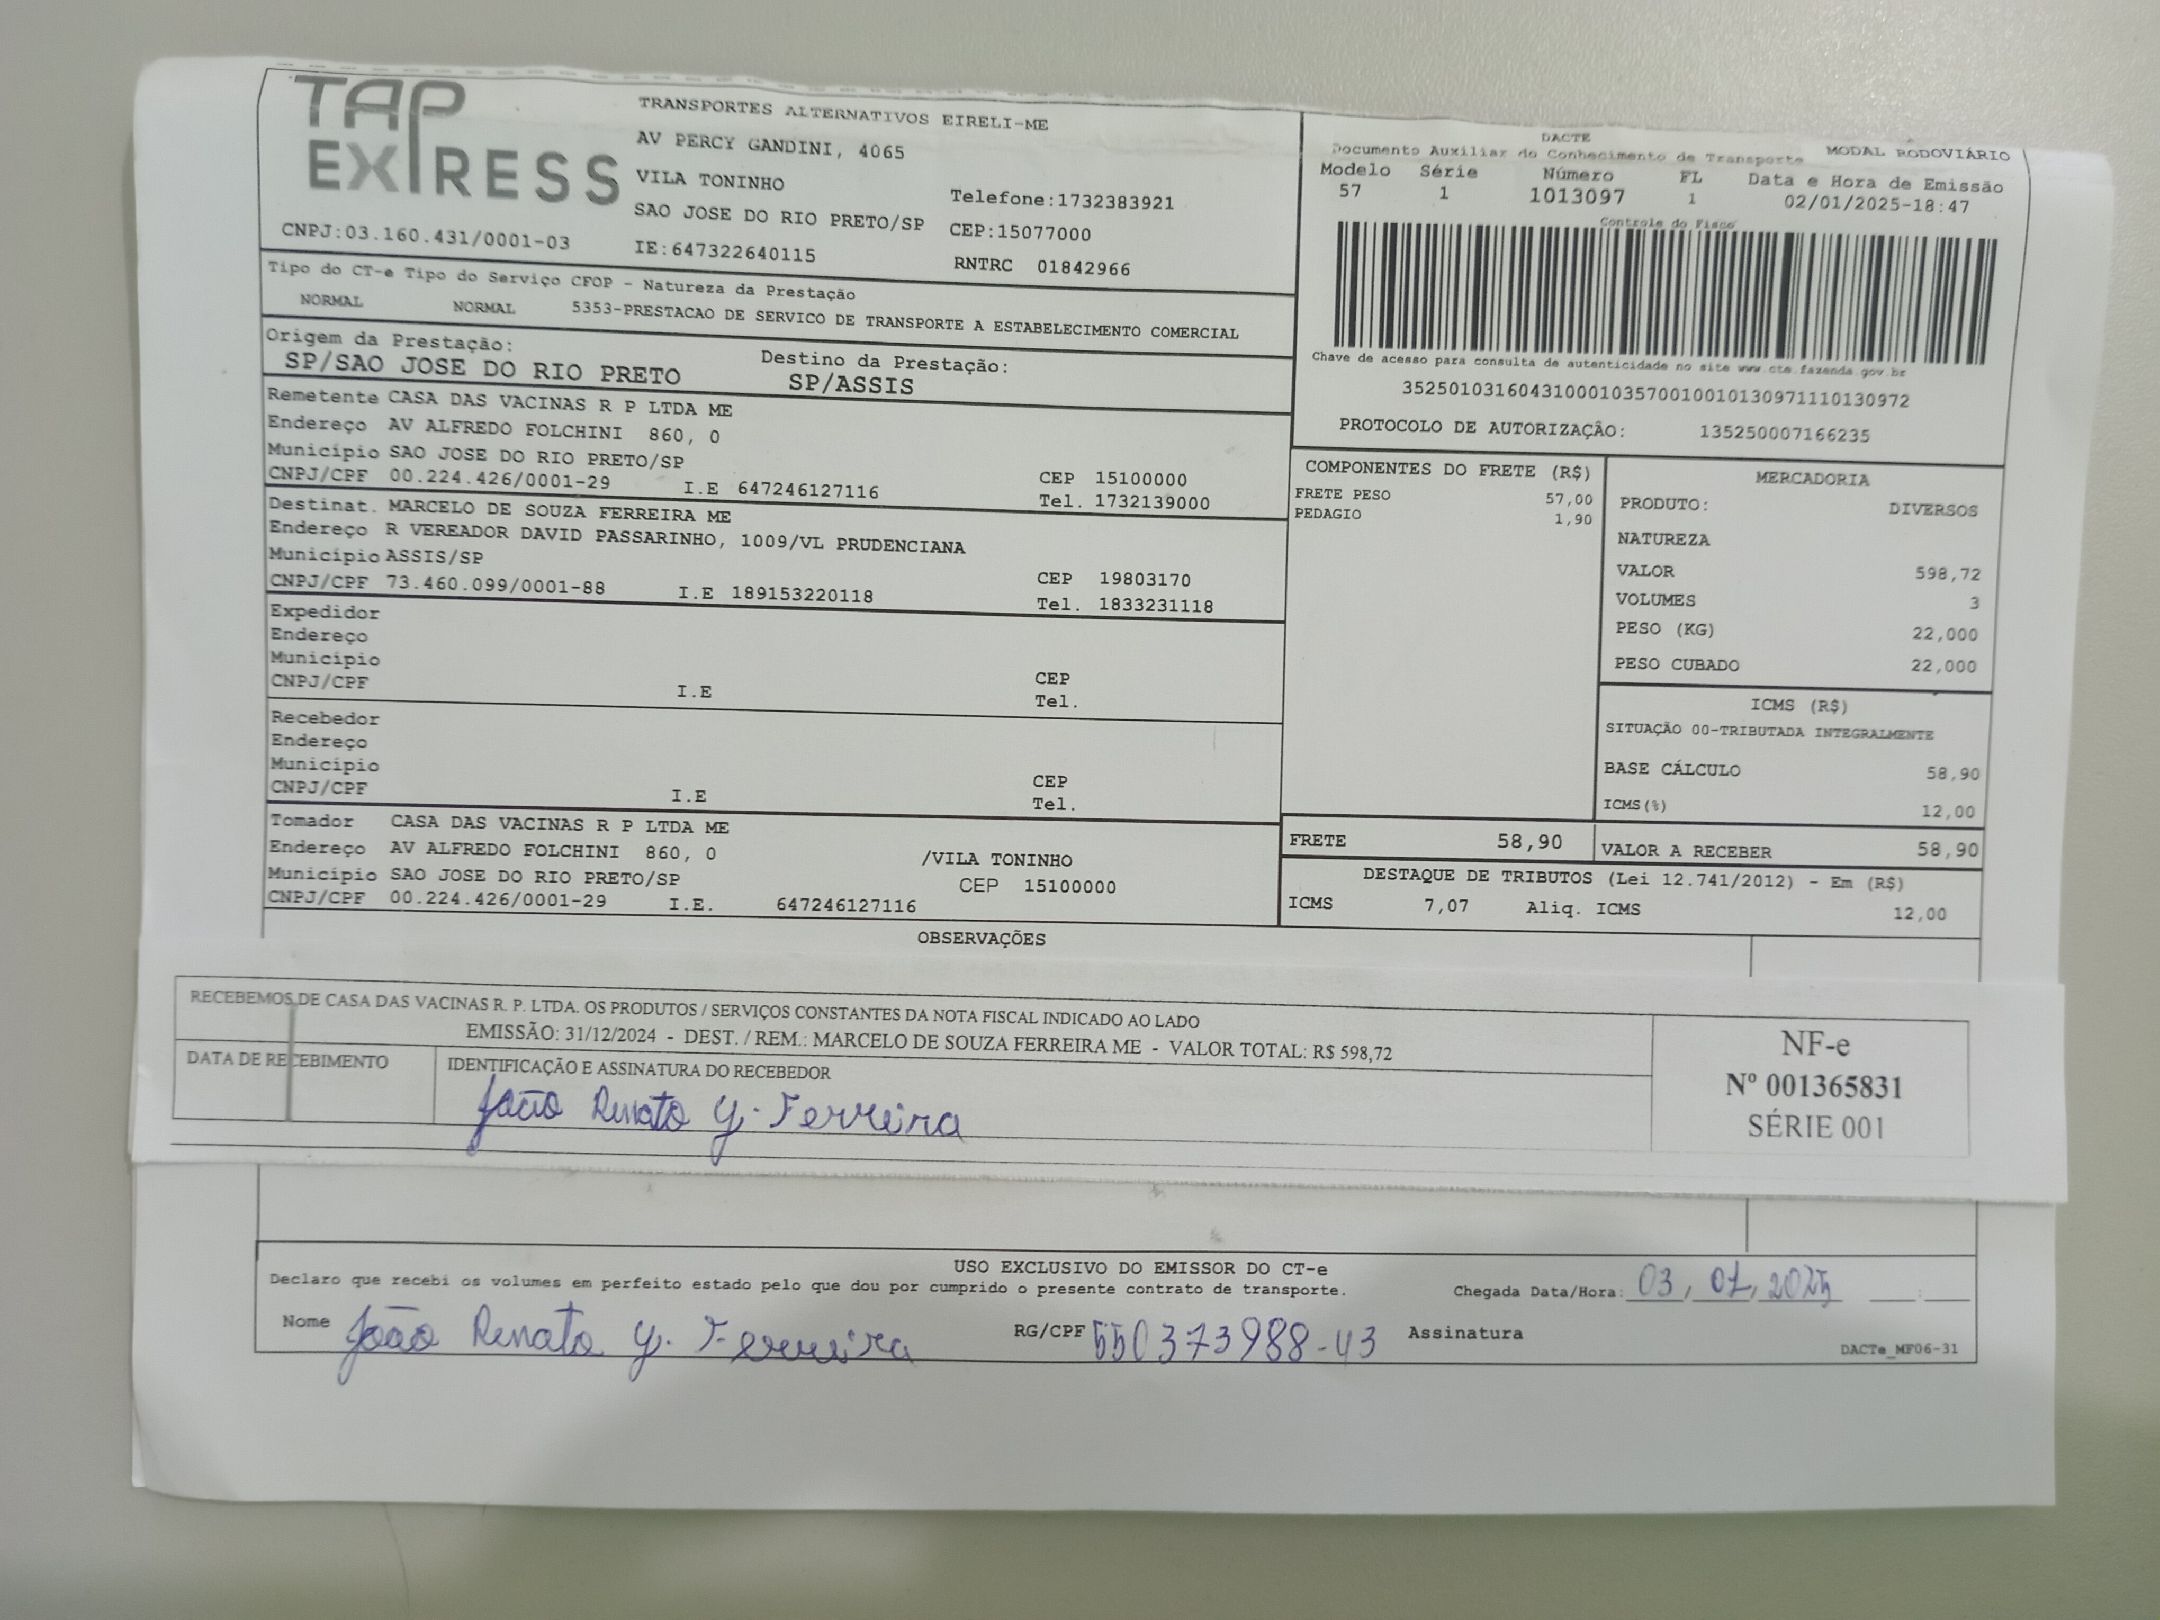 TAP EXPRESS
TRANSPORTES ALTERNATIVOS EIRELI-ME
AV PERCY GANDINI, 4065
VILA TONINHO
Telefone:1732383921
SAO JOSE DO RIO PRETO/SP CEP:15077000
CNPJ:03.160.431/0001-03 IE:647322640115 RNTRC 01842966
DACTE
Documento Auxiliar do Conhecimento de Transporte MODAL RODOVIÁRIO
Modelo Série Número FL Data e Hora de Emissão
57 1 1013097 1 02/01/2025-18:47
Controle do Fisco
Chave de acesso para consulta de autenticidade no site www.cte.fazenda.gov.br
35250103160431000103570010010130971110130972
PROTOCOLO DE AUTORIZAÇÃO: 135250007166235
Tipo do CT-e Tipo do Serviço CFOP - Natureza da Prestação
NORMAL NORMAL 5353-PRESTACAO DE SERVICO DE TRANSPORTE A ESTABELECIMENTO COMERCIAL
Origem da Prestação: Destino da Prestação:
SP/SAO JOSE DO RIO PRETO SP/ASSIS
Remetente CASA DAS VACINAS R P LTDA ME
Endereço AV ALFREDO FOLCHINI 860, 0
Município SAO JOSE DO RIO PRETO/SP CEP 15100000
CNPJ/CPF 00.224.426/0001-29 I.E 647246127116 Tel. 1732139000
Destinat. MARCELO DE SOUZA FERREIRA ME
Endereço R VEREADOR DAVID PASSARINHO, 1009/VL PRUDENCIANA
Município ASSIS/SP CEP 19803170
CNPJ/CPF 73.460.099/0001-88 I.E 189153220118 Tel. 1833231118
Expedidor
Endereço
Município CEP
CNPJ/CPF I.E Tel.
Recebedor
Endereço
Município CEP
CNPJ/CPF I.E Tel.
Tomador CASA DAS VACINAS R P LTDA ME
Endereço AV ALFREDO FOLCHINI 860, 0 /VILA TONINHO
Município SAO JOSE DO RIO PRETO/SP CEP 15100000
CNPJ/CPF 00.224.426/0001-29 I.E. 647246127116
COMPONENTES DO FRETE (R$)
FRETE PESO 57,00
PEDAGIO 1,90
MERCADORIA
PRODUTO: DIVERSOS
NATUREZA
VALOR 598,72
VOLUMES 3
PESO (KG) 22,000
PESO CUBADO 22,000
ICMS (R$)
SITUAÇÃO 00-TRIBUTADA INTEGRALMENTE
BASE CÁLCULO 58,90
ICMS(%) 12,00
FRETE 58,90 VALOR A RECEBER 58,90
DESTAQUE DE TRIBUTOS (Lei 12.741/2012) - Em (R$)
ICMS 7,07 Aliq. ICMS 12,00
OBSERVAÇÕES
RECEBEMOS DE CASA DAS VACINAS R. P. LTDA. OS PRODUTOS / SERVIÇOS CONSTANTES DA NOTA FISCAL INDICADO AO LADO
EMISSÃO: 31/12/2024 - DEST. / REM.: MARCELO DE SOUZA FERREIRA ME - VALOR TOTAL: R$ 598,72
DATA DE RECEBIMENTO IDENTIFICAÇÃO E ASSINATURA DO RECEBEDOR
João Renato Y. Ferreira
NF-e
Nº 001365831
SÉRIE 001
USO EXCLUSIVO DO EMISSOR DO CT-e
Declaro que recebi os volumes em perfeito estado pelo que dou por cumprido o presente contrato de transporte. Chegada Data/Hora: 03/01/2025 :
Nome João Renato Y. Ferreira RG/CPF 550373988-43 Assinatura
DACTe_MF06-31